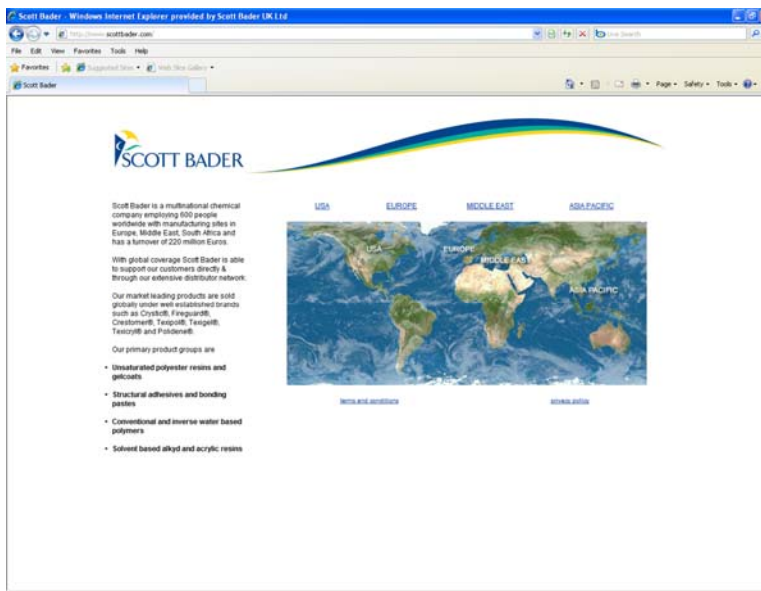 Scott Bader - Windows Internet Explorer provided by Scott Bader UK Ltd
http://www.scottbader.com/
Live Search
File Edit View Favorites Tools Help
Favorites Suggested Sites Web Slice Gallery
Scott Bader
Page Safety Tools
SCOTT BADER
USA EUROPE MIDDLE EAST ASIA PACIFIC
Scott Bader is a multinational chemical
company employing 600 people
worldwide with manufacturing sites in
Europe, Middle East, South Africa and
has a turnover of 220 million Euros.
With global coverage Scott Bader is able
to support our customers directly &
through our extensive distributor network.
Our market leading products are sold
globally under well established brands
such as Crystic®, Fireguard®,
Crestomer®, Texipol®, Texigel®,
Texicryl® and Polidene®.
Our primary product groups are
• Unsaturated polyester resins and
gelcoats
• Structural adhesives and bonding
pastes
• Conventional and inverse water based
polymers
• Solvent based alkyd and acrylic resins
USA
EUROPE
MIDDLE EAST
ASIA PACIFIC
terms and conditions privacy policy